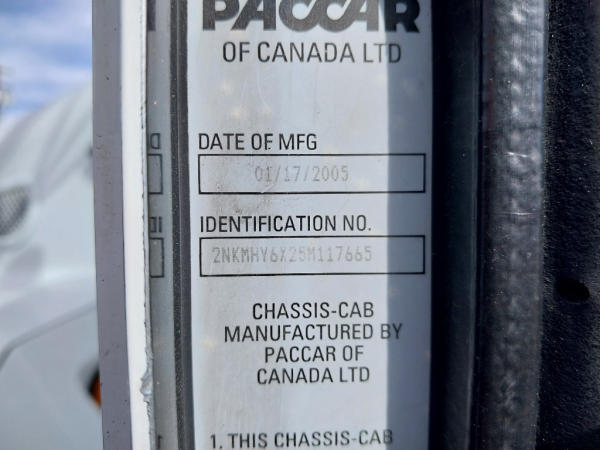 PACCAR
OF CANADA LTD
DATE OF MFG
01/17/2005
IDENTIFICATION NO.
2NKMHY6X25M117665
CHASSIS-CAB
MANUFACTURED BY
PACCAR OF
CANADA LTD
1. THIS CHASSIS-CAB